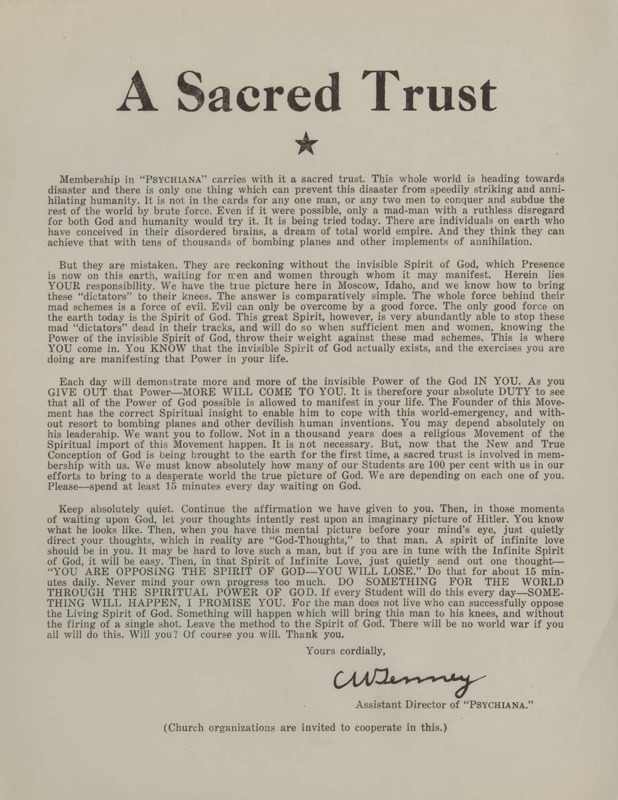 A Sacred Trust
Membership in "PSYCHIANA" carries with it a sacred trust. This whole world is heading towards
disaster and there is only one thing which can prevent this disaster from speedily striking and anni-
hilating humanity. It is not in the cards for any one man, or any two men to conquer and subdue the
rest of the world by brute force. Even if it were possible, only a mad-man with a ruthless disregard
for both God and humanity would try it. It is being tried today. There are individuals on earth who
have conceived in their disordered brains, a dream of total world empire. And they think they can
achieve that with tens of thousands of bombing planes and other implements of annihilation.
But they are mistaken. They are reckoning without the invisible Spirit of God, which Presence
is now on this earth, waiting for men and women through whom it may manifest. Herein lies
YOUR responsibility. We have the true picture here in Moscow, Idaho, and we know how to bring
these "dictators" to their knees. The answer is comparatively simple. The whole force behind their
mad schemes is a force of evil. Evil can only be overcome by a good force. The only good force on
the earth today is the Spirit of God. This great Spirit, however, is very abundantly able to stop these
mad "dictators" dead in their tracks, and will do so when sufficient men and women, knowing the
Power of the invisible Spirit of God, throw their weight against these mad schemes. This is where
YOU come in. You KNOW that the invisible Spirit of God actually exists, and the exercises you are
doing are manifesting that Power in your life.
Each day will demonstrate more and more of the invisible Power of the God IN YOU. As you
GIVE OUT that Power—MORE WILL COME TO YOU. It is therefore your absolute DUTY to see
that all of the Power of God possible is allowed to manifest in your life. The Founder of this Move-
ment has the correct Spiritual insight to enable him to cope with this world-emergency, and with-
out resort to bombing planes and other devilish human inventions. You may depend absolutely on
his leadership. We want you to follow. Not in a thousand years does a religious Movement of the
Spiritual import of this Movement happen. It is not necessary. But, now that the New and True
Conception of God is being brought to the earth for the first time, a sacred trust is involved in mem-
bership with us. We must know absolutely how many of our Students are 100 per cent with us in our
efforts to bring to a desperate world the true picture of God. We are depending on each one of you.
Please—spend at least 15 minutes every day waiting on God.
Keep absolutely quiet. Continue the affirmation we have given to you. Then, in those moments
of waiting upon God, let your thoughts intently rest upon an imaginary picture of Hitler. You know
what he looks like. Then, when you have this mental picture before your mind's eye, just quietly
direct your thoughts, which in reality are "God-Thoughts," to that man. A spirit of infinite love
should be in you. It may be hard to love such a man, but if you are in tune with the Infinite Spirit
of God, it will be easy. Then, in that Spirit of Infinite Love, just quietly send out one thought—
"YOU ARE OPPOSING THE SPIRIT OF GOD—YOU WILL LOSE." Do that for about 15 min-
utes daily. Never mind your own progress too much. DO SOMETHING FOR THE WORLD
THROUGH THE SPIRITUAL POWER OF GOD. If every Student will do this every day—SOME-
THING WILL HAPPEN, I PROMISE YOU. For the man does not live who can successfully oppose
the Living Spirit of God. Something will happen which will bring this man to his knees, and without
the firing of a single shot. Leave the method to the Spirit of God. There will be no world war if you
all will do this. Will you? Of course you will. Thank you.
Yours cordially,
CWTenney
Assistant Director of "PSYCHIANA."
(Church organizations are invited to cooperate in this.)